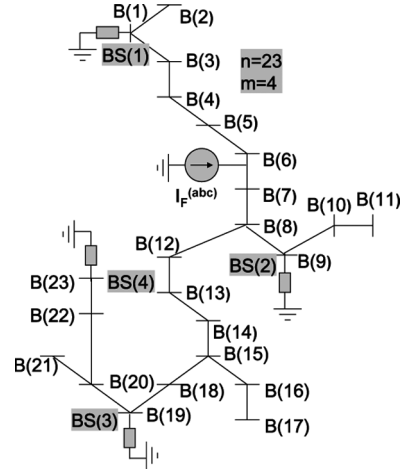 B(1)
B(2)
BS(1)
B(3)
n=23
m=4
B(4)
B(5)
B(6)
I_F^(abc)
B(7)
B(8)
B(10)
B(11)
B(12)
BS(2)
B(9)
B(23)
BS(4)
B(13)
B(22)
B(14)
B(15)
B(21)
B(20)
B(18)
B(16)
BS(3)
B(19)
B(17)